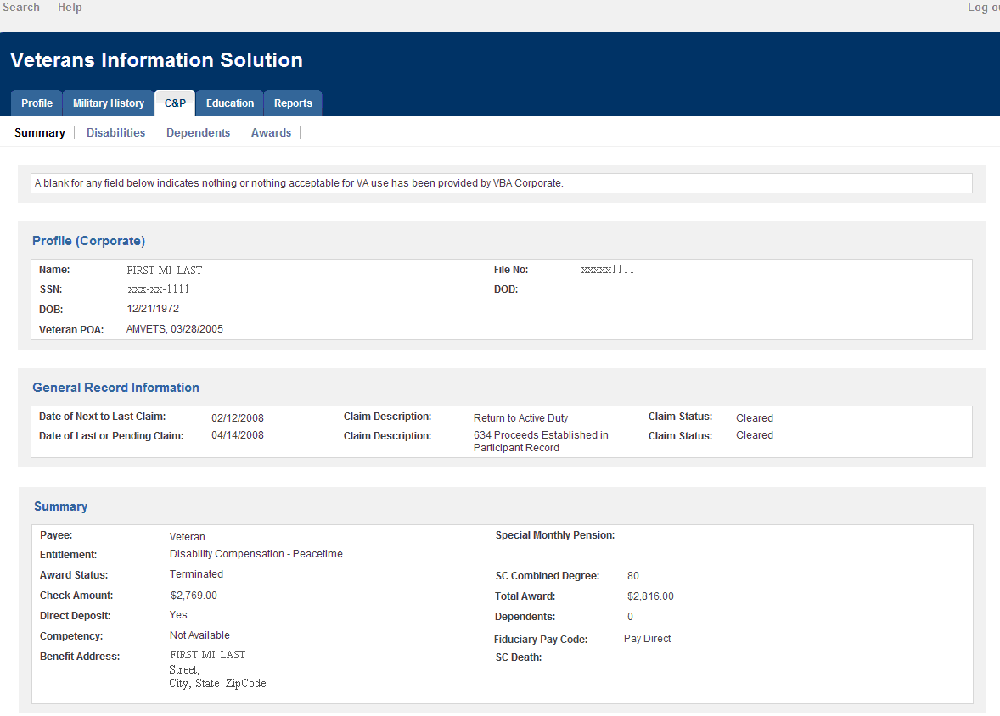 Search Help Log ou
Veterans Information Solution
Profile Military History C&P Education Reports
Summary Disabilities Dependents Awards
A blank for any field below indicates nothing or nothing acceptable for VA use has been provided by VBA Corporate.
Profile (Corporate)
Name: FIRST MI LAST File No: xxxxx1111
SSN: xxx-xx-1111 DOD:
DOB: 12/21/1972
Veteran POA: AMVETS, 03/28/2005
General Record Information
Date of Next to Last Claim: 02/12/2008 Claim Description: Return to Active Duty Claim Status: Cleared
Date of Last or Pending Claim: 04/14/2008 Claim Description: 634 Proceeds Established in Claim Status: Cleared
Participant Record
Summary
Payee: Veteran Special Monthly Pension:
Entitlement: Disability Compensation - Peacetime
Award Status: Terminated SC Combined Degree: 80
Check Amount: $2,769.00 Total Award: $2,816.00
Direct Deposit: Yes Dependents: 0
Competency: Not Available Fiduciary Pay Code: Pay Direct
Benefit Address: FIRST MI LAST SC Death:
Street,
City, State ZipCode